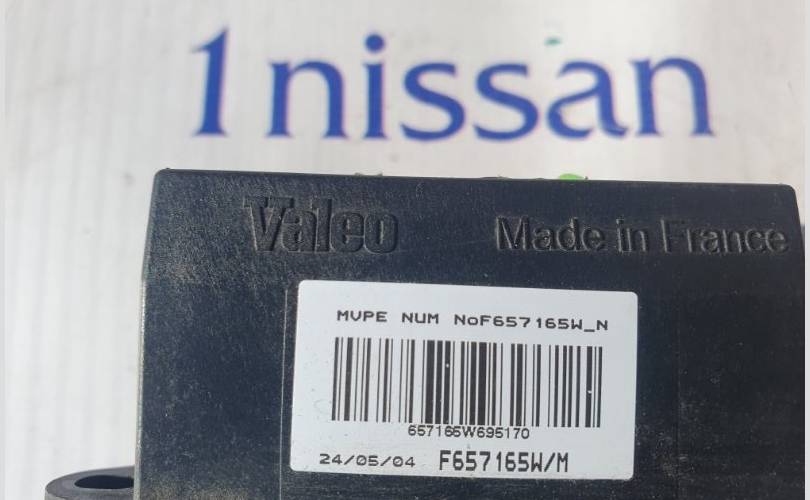 1nissan
Valeo
Made in France
MVPE NUM NoF657165W_N
657165W695170
24/05/04 F657165W/M